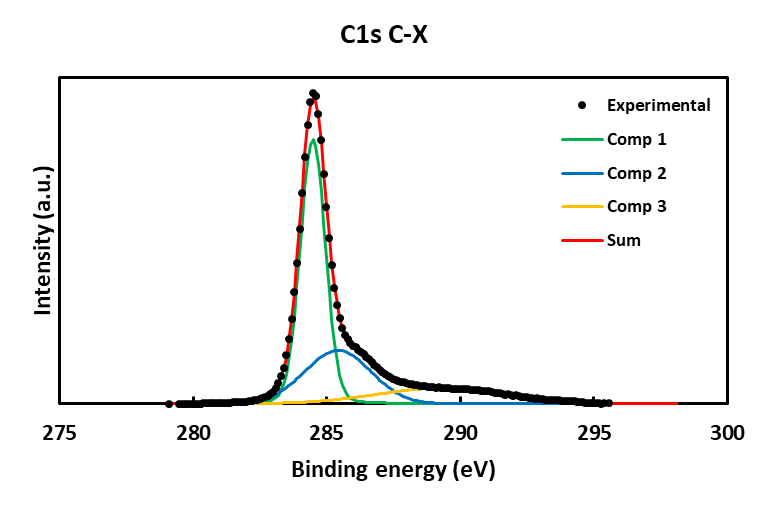 C1s C-X
Experimental
Comp 1
Comp 2
Comp 3
Sum
Intensity (a.u.)
275 280 285 290 295 300
Binding energy (eV)